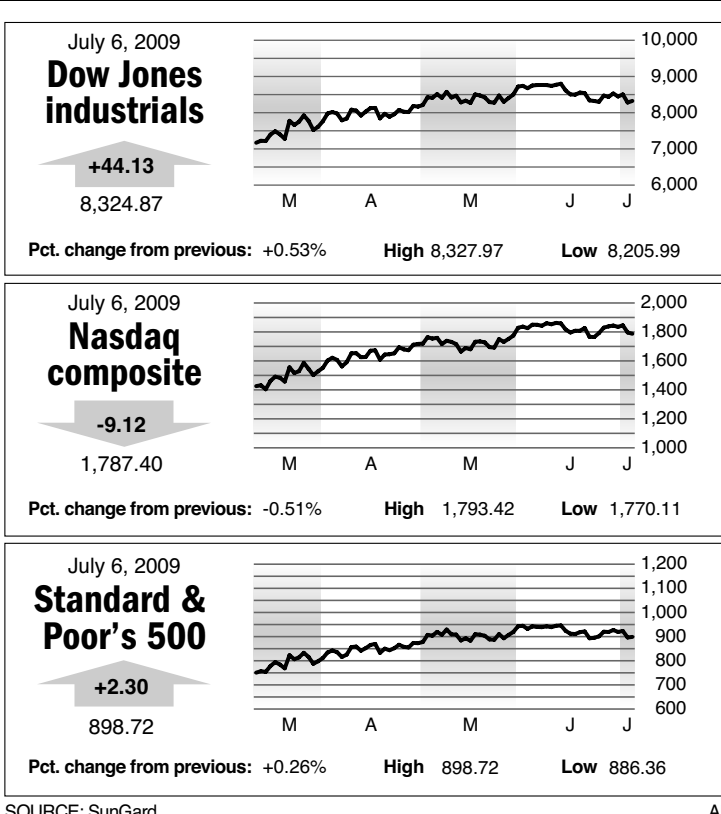 July 6, 2009
Dow Jones
industrials
+44.13
8,324.87
10,000
9,000
8,000
7,000
6,000
M A M J J
Pct. change from previous: +0.53% High 8,327.97 Low 8,205.99
July 6, 2009
Nasdaq
composite
-9.12
1,787.40
2,000
1,800
1,600
1,400
1,200
1,000
M A M J J
Pct. change from previous: -0.51% High 1,793.42 Low 1,770.11
July 6, 2009
Standard &
Poor's 500
+2.30
898.72
1,200
1,100
1,000
900
800
700
600
M A M J J
Pct. change from previous: +0.26% High 898.72 Low 886.36
SOURCE: SunGard A